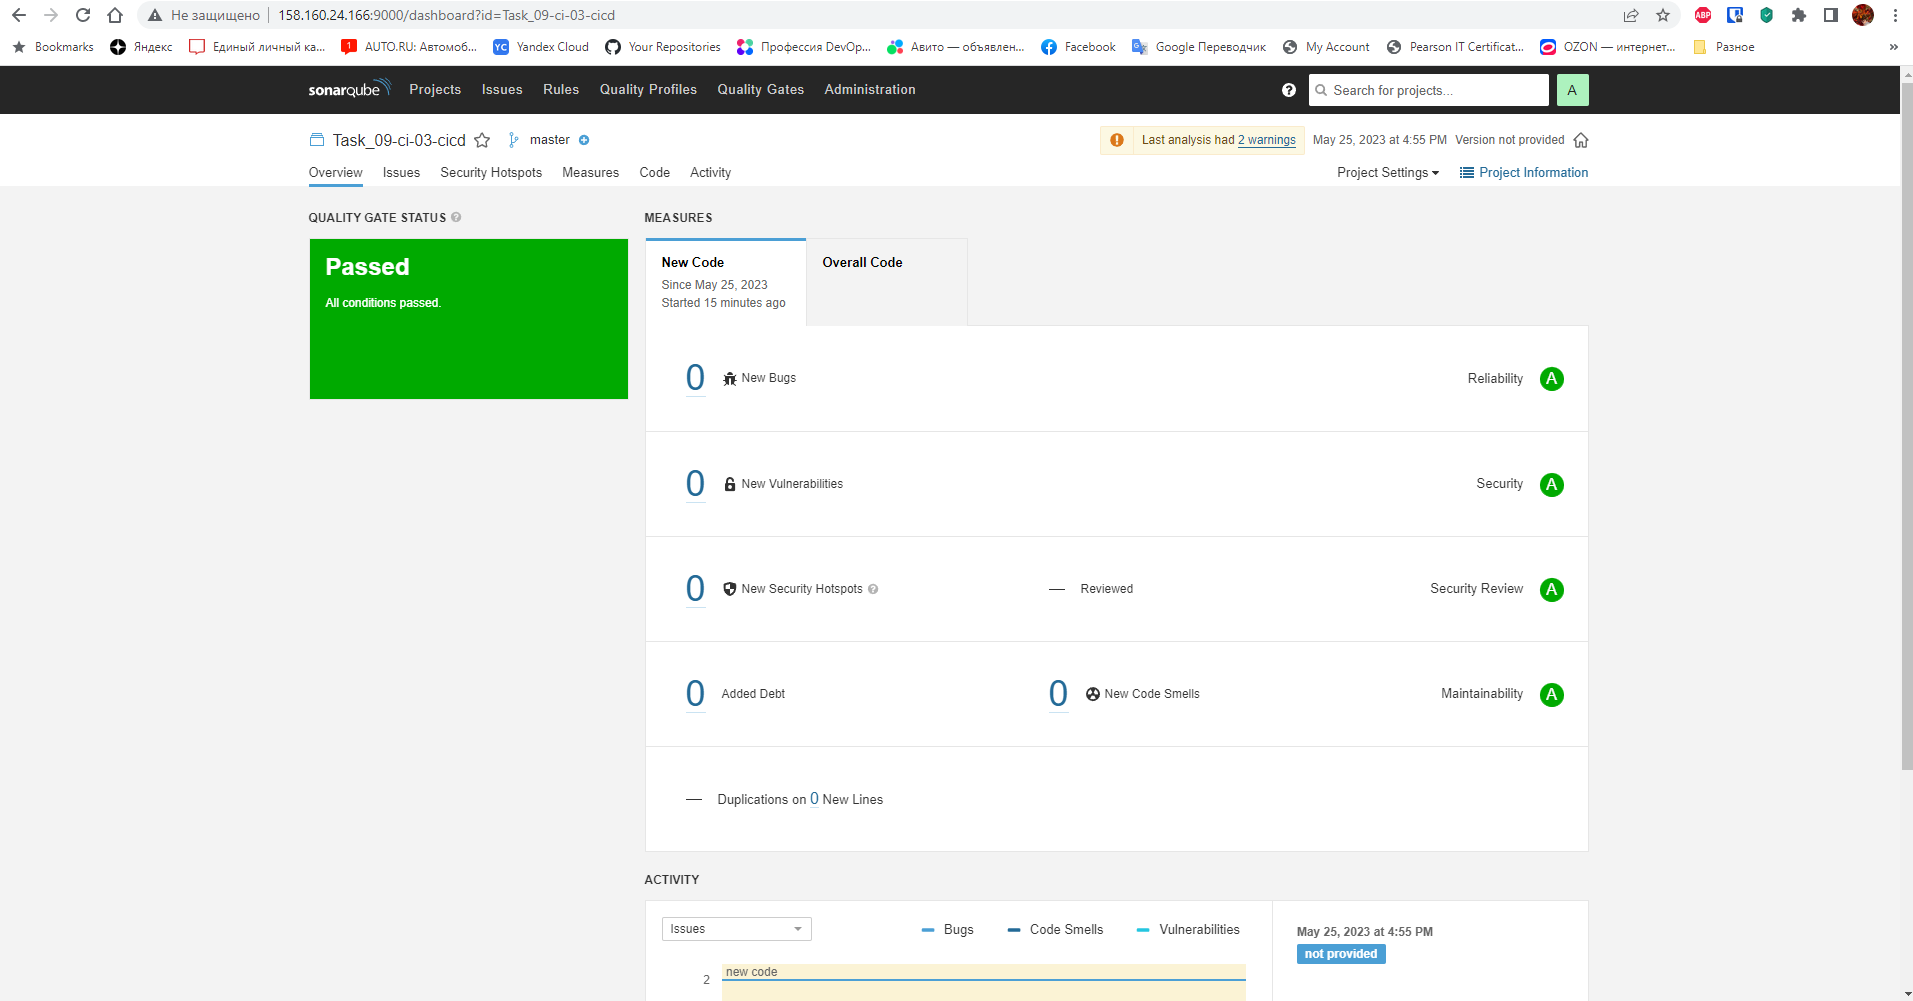 Не защищено 158.160.24.166:9000/dashboard?id=Task_09-ci-03-cicd ABP
Bookmarks Яндекс Единый личный ка... AUTO.RU: Автомоб... YC Yandex Cloud Your Repositories Профессия DevOp... Авито — объявлен... Facebook Google Переводчик My Account Pearson IT Certificat... OZON — интернет... Разное »
sonarqube Projects Issues Rules Quality Profiles Quality Gates Administration ? Search for projects... A
Task_09-ci-03-cicd master Last analysis had 2 warnings May 25, 2023 at 4:55 PM Version not provided
Overview Issues Security Hotspots Measures Code Activity Project Settings Project Information
QUALITY GATE STATUS ?
Passed
All conditions passed.
MEASURES
New Code
Since May 25, 2023
Started 15 minutes ago
Overall Code
0 New Bugs Reliability A
0 New Vulnerabilities Security A
0 New Security Hotspots ? — Reviewed Security Review A
0 Added Debt 0 New Code Smells Maintainability A
— Duplications on 0 New Lines
ACTIVITY
Issues Bugs Code Smells Vulnerabilities
2 new code
May 25, 2023 at 4:55 PM
not provided